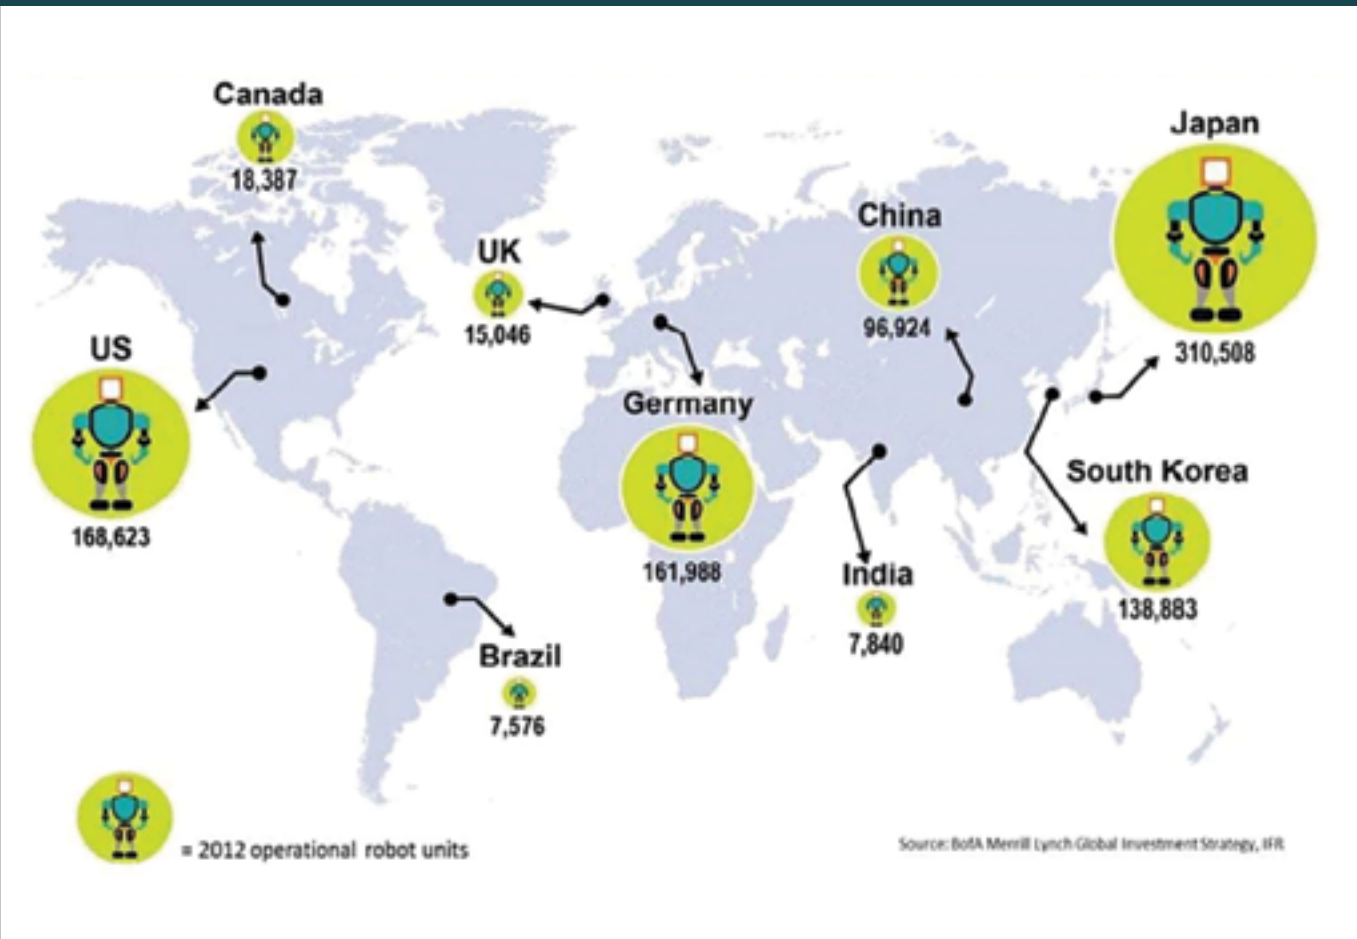 Canada
18,387
Japan
310,508
China
96,924
UK
15,046
US
168,623
Germany
161,988
South Korea
138,883
India
7,840
Brazil
7,576
= 2012 operational robot units
Source: BofA Merrill Lynch Global Investment Strategy, IFR